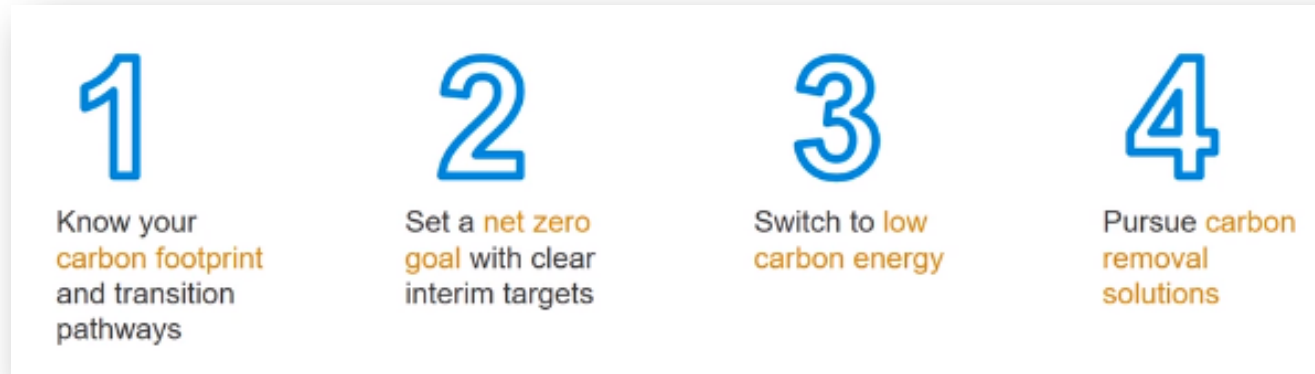 1
Know your
carbon footprint
and transition
pathways
2
Set a net zero
goal with clear
interim targets
3
Switch to low
carbon energy
4
Pursue carbon
removal
solutions